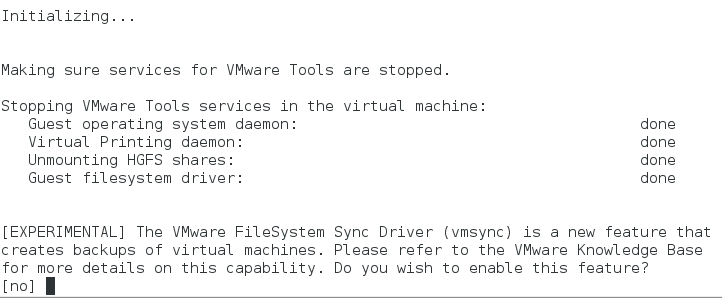 Initializing...
Making sure services for VMware Tools are stopped.
Stopping VMware Tools services in the virtual machine:
Guest operating system daemon: done
Virtual Printing daemon: done
Unmounting HGFS shares: done
Guest filesystem driver: done
[EXPERIMENTAL] The VMware FileSystem Sync Driver (vmsync) is a new feature that
creates backups of virtual machines. Please refer to the VMware Knowledge Base
for more details on this capability. Do you wish to enable this feature?
[no]